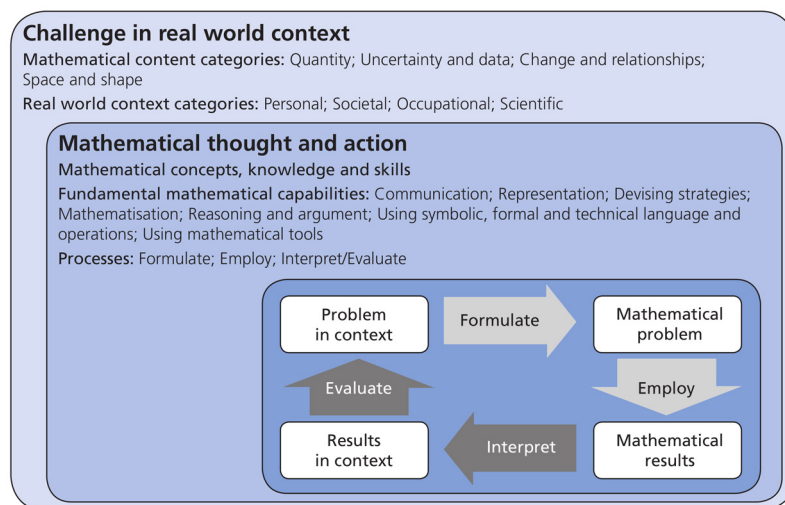 Challenge in real world context
Mathematical content categories: Quantity; Uncertainty and data; Change and relationships;
Space and shape
Real world context categories: Personal; Societal; Occupational; Scientific
Mathematical thought and action
Mathematical concepts, knowledge and skills
Fundamental mathematical capabilities: Communication; Representation; Devising strategies;
Mathematisation; Reasoning and argument; Using symbolic, formal and technical language and
operations; Using mathematical tools
Processes: Formulate; Employ; Interpret/Evaluate
Problem
in context
Formulate
Mathematical
problem
Evaluate
Employ
Results
in context
Interpret
Mathematical
results